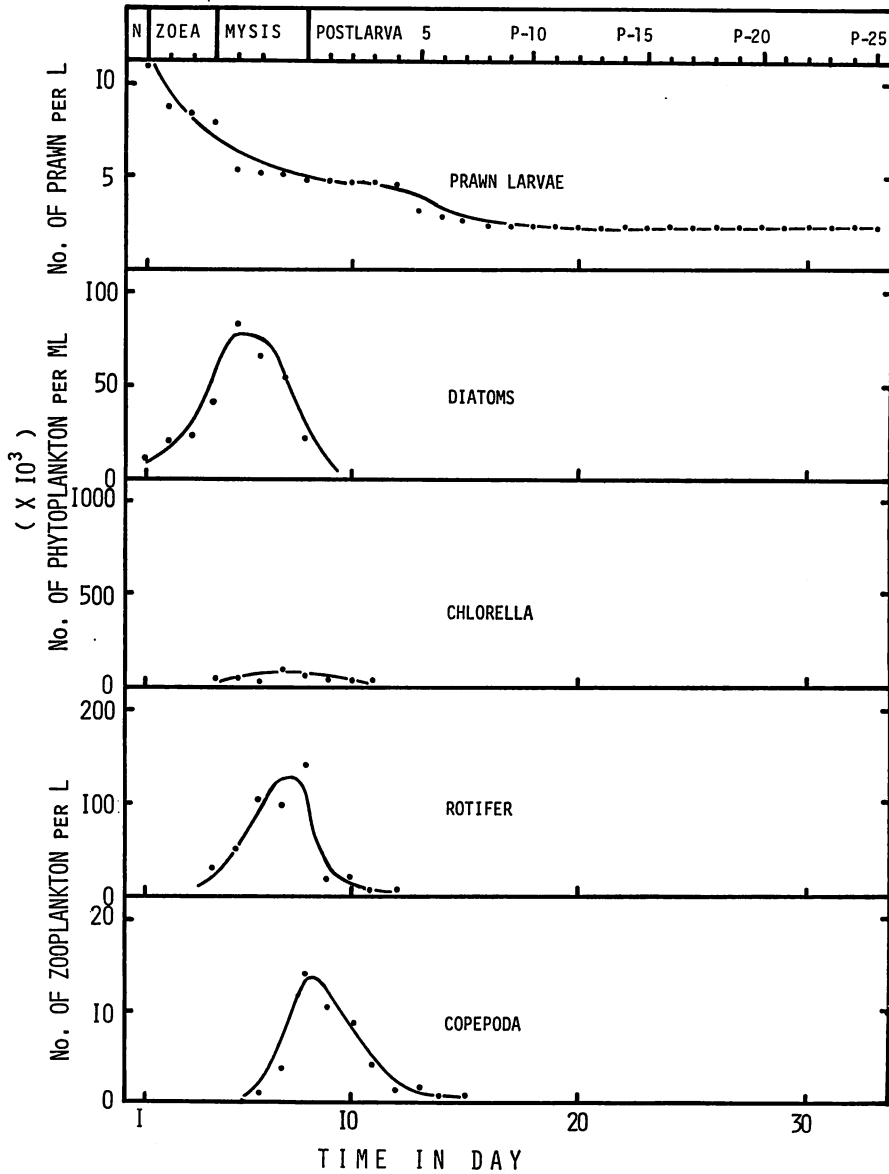 N ZOEA MYSIS POSTLARVA 5 P-10 P-15 P-20 P-25
No. OF PRAWN PER L
10
5
PRAWN LARVAE
(X10³)
No. OF PHYTOPLANKTON PER ML
100
50
0
DIATOMS
1000
500
0
CHLORELLA
No. OF ZOOPLANKTON PER L
200
100
0
ROTIFER
20
10
0
COPEPODA
1 10 20 30
TIME IN DAY